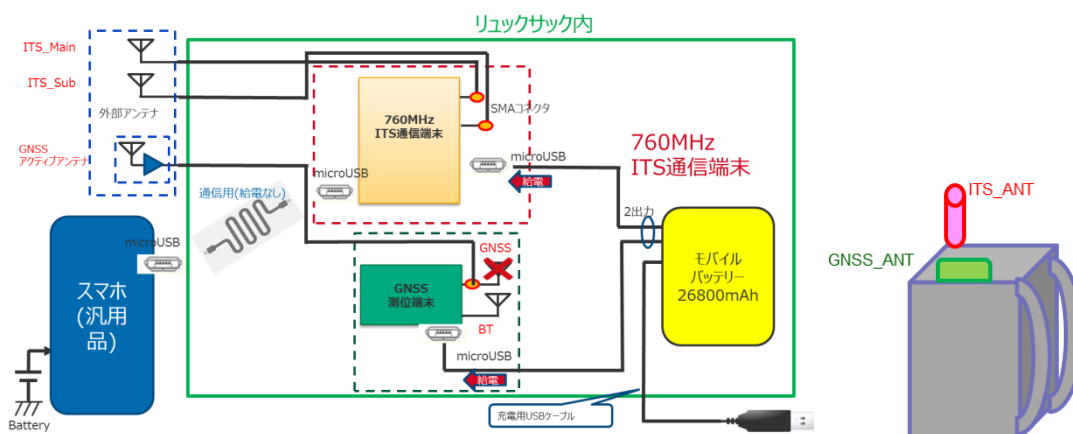 リュックサック内
ITS_Main
ITS_Sub
外部アンテナ
GNSS
アクティブアンテナ
760MHz
ITS通信端末
SMAコネクタ
microUSB
microUSB
給電
760MHz
ITS通信端末
通信用(給電なし)
2出力
microUSB
スマホ
(汎用
品)
Battery
GNSS
GNSS
測位端末
BT
microUSB
給電
モバイル
バッテリー
26800mAh
充電用USBケーブル
ITS_ANT
GNSS_ANT